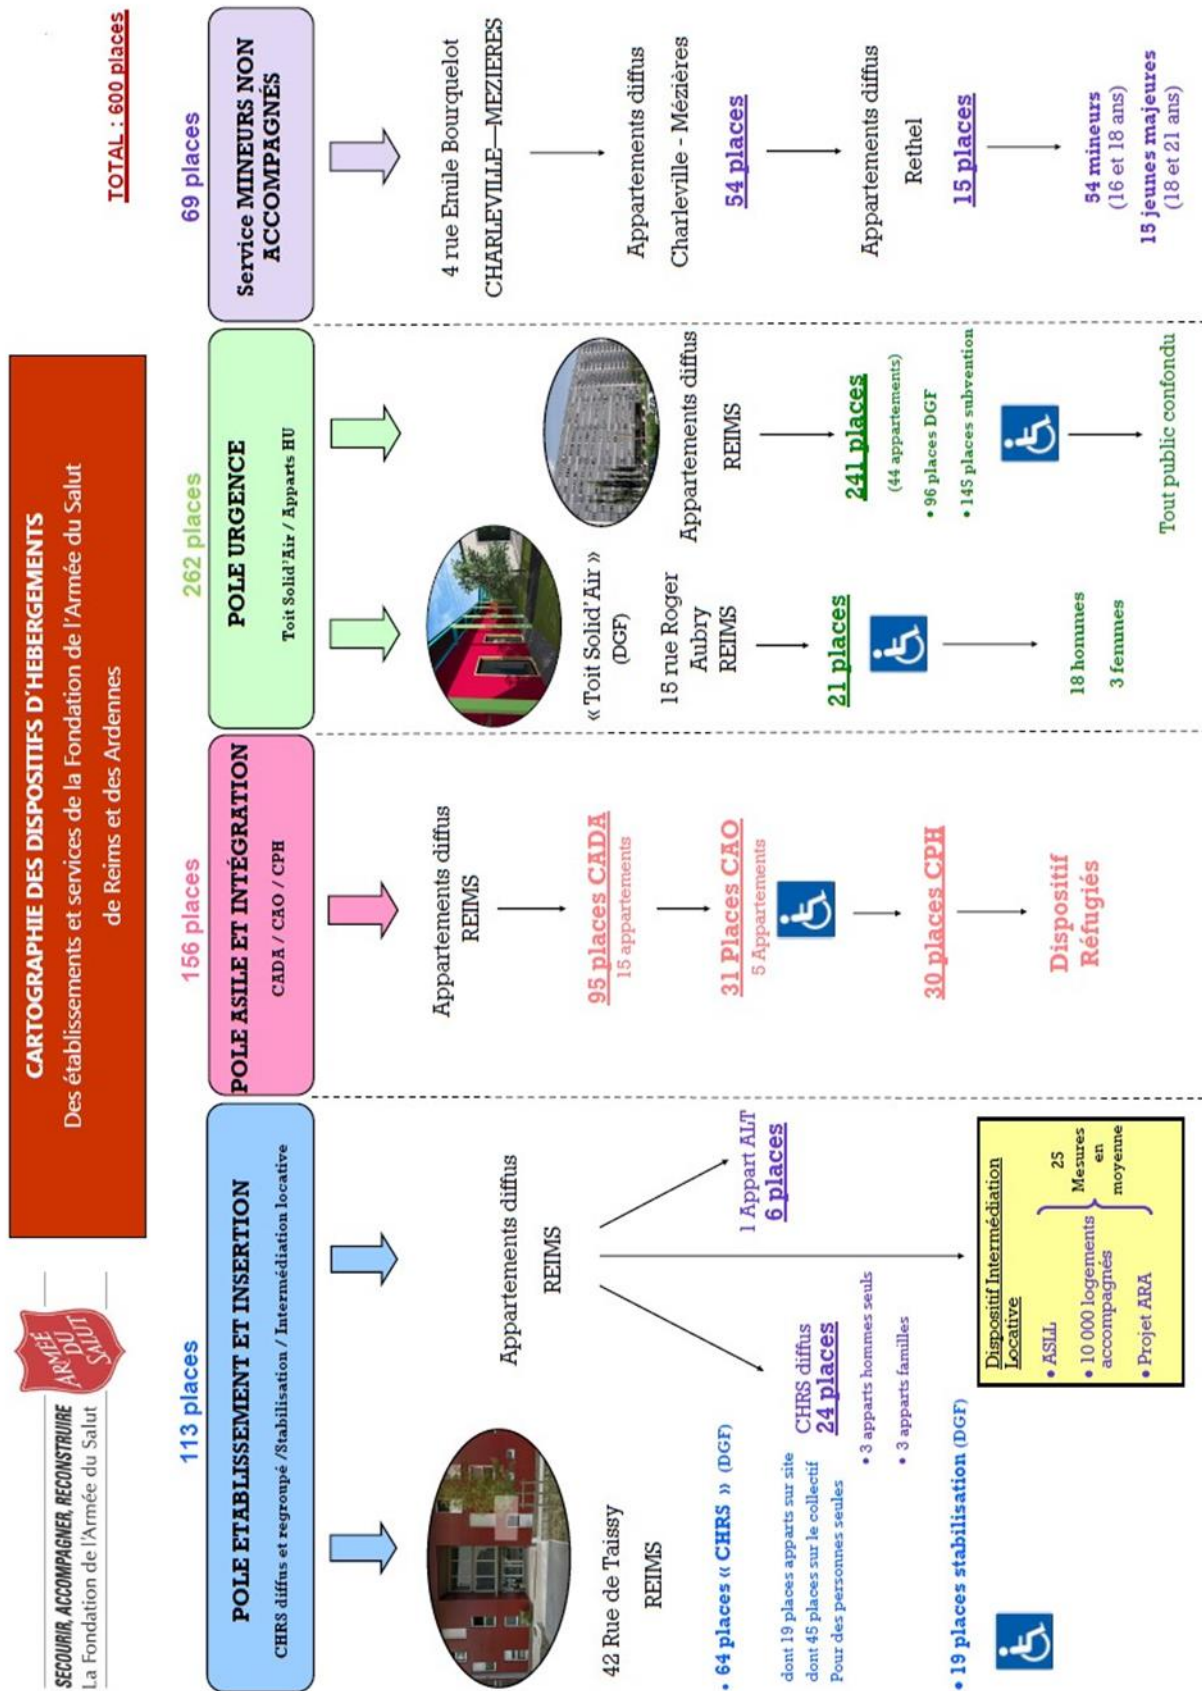 SECOURIR, ACCOMPAGNER, RECONSTRUIRE
La Fondation de l'Armée du Salut
ARMÉE
DU
SALUT
CARTOGRAPHIE DES DISPOSITIFS D'HEBERGEMENTS
Des établissements et services de la Fondation de l'Armée du Salut
de Reims et des Ardennes
TOTAL : 600 places
113 places
POLE ETABLISSEMENT ET INSERTION
CHRS diffus et regroupé /Stabilisation / Intermédiation locative
42 Rue de Taissy
REIMS
• 64 places « CHRS » (DGF)
dont 19 places apparts sur site
dont 45 places sur le collectif
Pour des personnes seules
• 19 places stabilisation (DGF)
Appartements diffus
REIMS
CHRS diffus
24 places
• 3 apparts hommes seuls
• 3 apparts familles
1 Appart ALT
6 places
Dispositif Intermédiation
Locative
• ASLL
• 10 000 logements
accompagnés
• Projet ARA
25
Mesures
en
moyenne
156 places
POLE ASILE ET INTÉGRATION
CADA / CAO / CPH
Appartements diffus
REIMS
95 places CADA
15 appartements
31 Places CAO
5 Appartements
30 places CPH
Dispositif
Réfugiés
262 places
POLE URGENCE
Toit Solid'Air / Apparts HU
« Toit Solid'Air »
(DGF)
15 rue Roger
Aubry
REIMS
21 places
18 hommes
3 femmes
Appartements diffus
REIMS
241 places
(44 appartements)
• 96 places DGF
• 145 places subvention
Tout public confondu
69 places
Service MINEURS NON
ACCOMPAGNÉS
4 rue Emile Bourquelot
CHARLEVILLE—MEZIERES
Appartements diffus
Charleville - Mézières
54 places
Appartements diffus
Rethel
15 places
54 mineurs
(16 et 18 ans)
15 jeunes majeures
(18 et 21 ans)